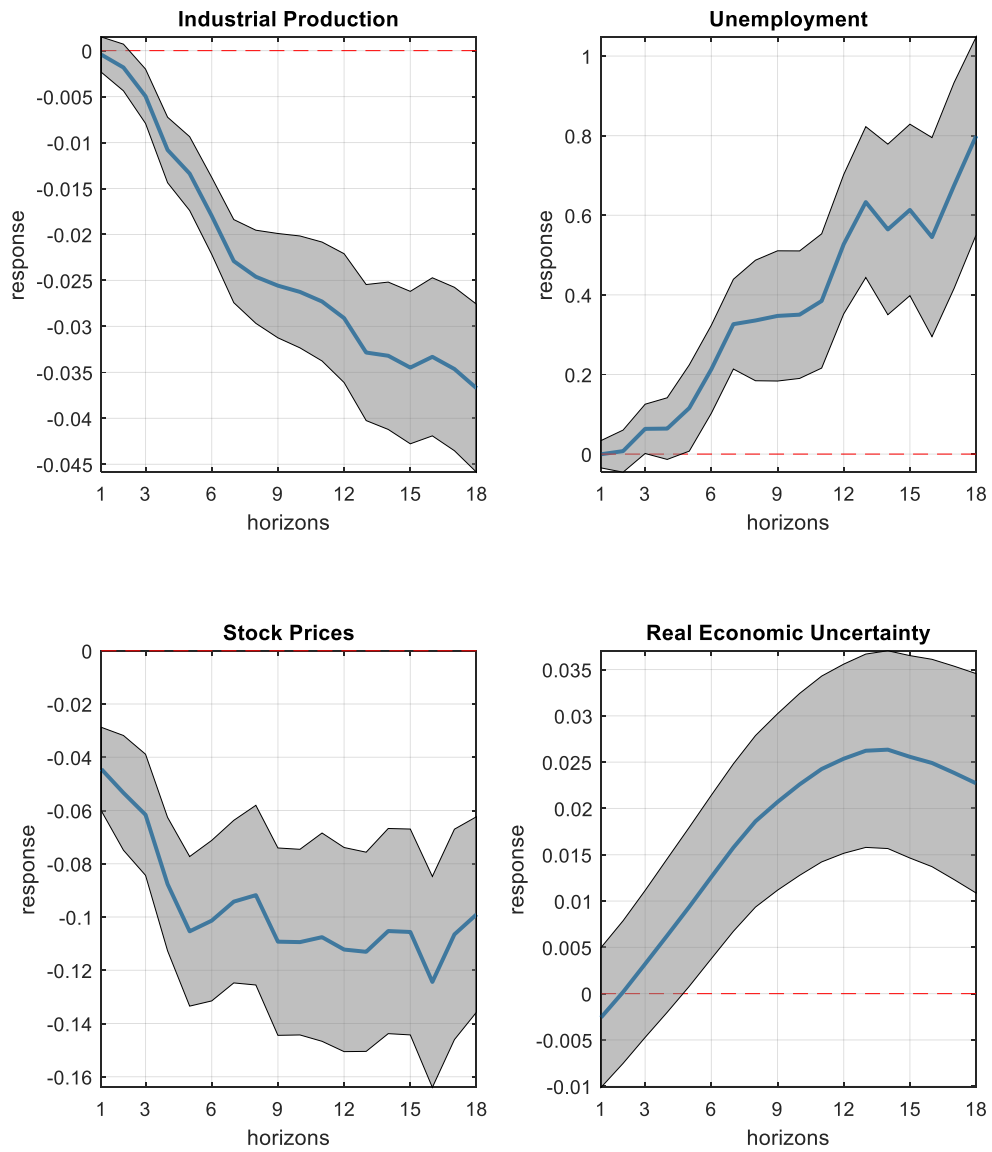 Industrial Production
0
-0.005
-0.01
-0.015
-0.02
-0.025
-0.03
-0.035
-0.04
-0.045
response
1 3 6 9 12 15 18
horizons
Unemployment
1
0.8
0.6
0.4
0.2
0
response
1 3 6 9 12 15 18
horizons
Stock Prices
0
-0.02
-0.04
-0.06
-0.08
-0.1
-0.12
-0.14
-0.16
response
1 3 6 9 12 15 18
horizons
Real Economic Uncertainty
0.035
0.03
0.025
0.02
0.015
0.01
0.005
0
-0.005
-0.01
response
1 3 6 9 12 15 18
horizons